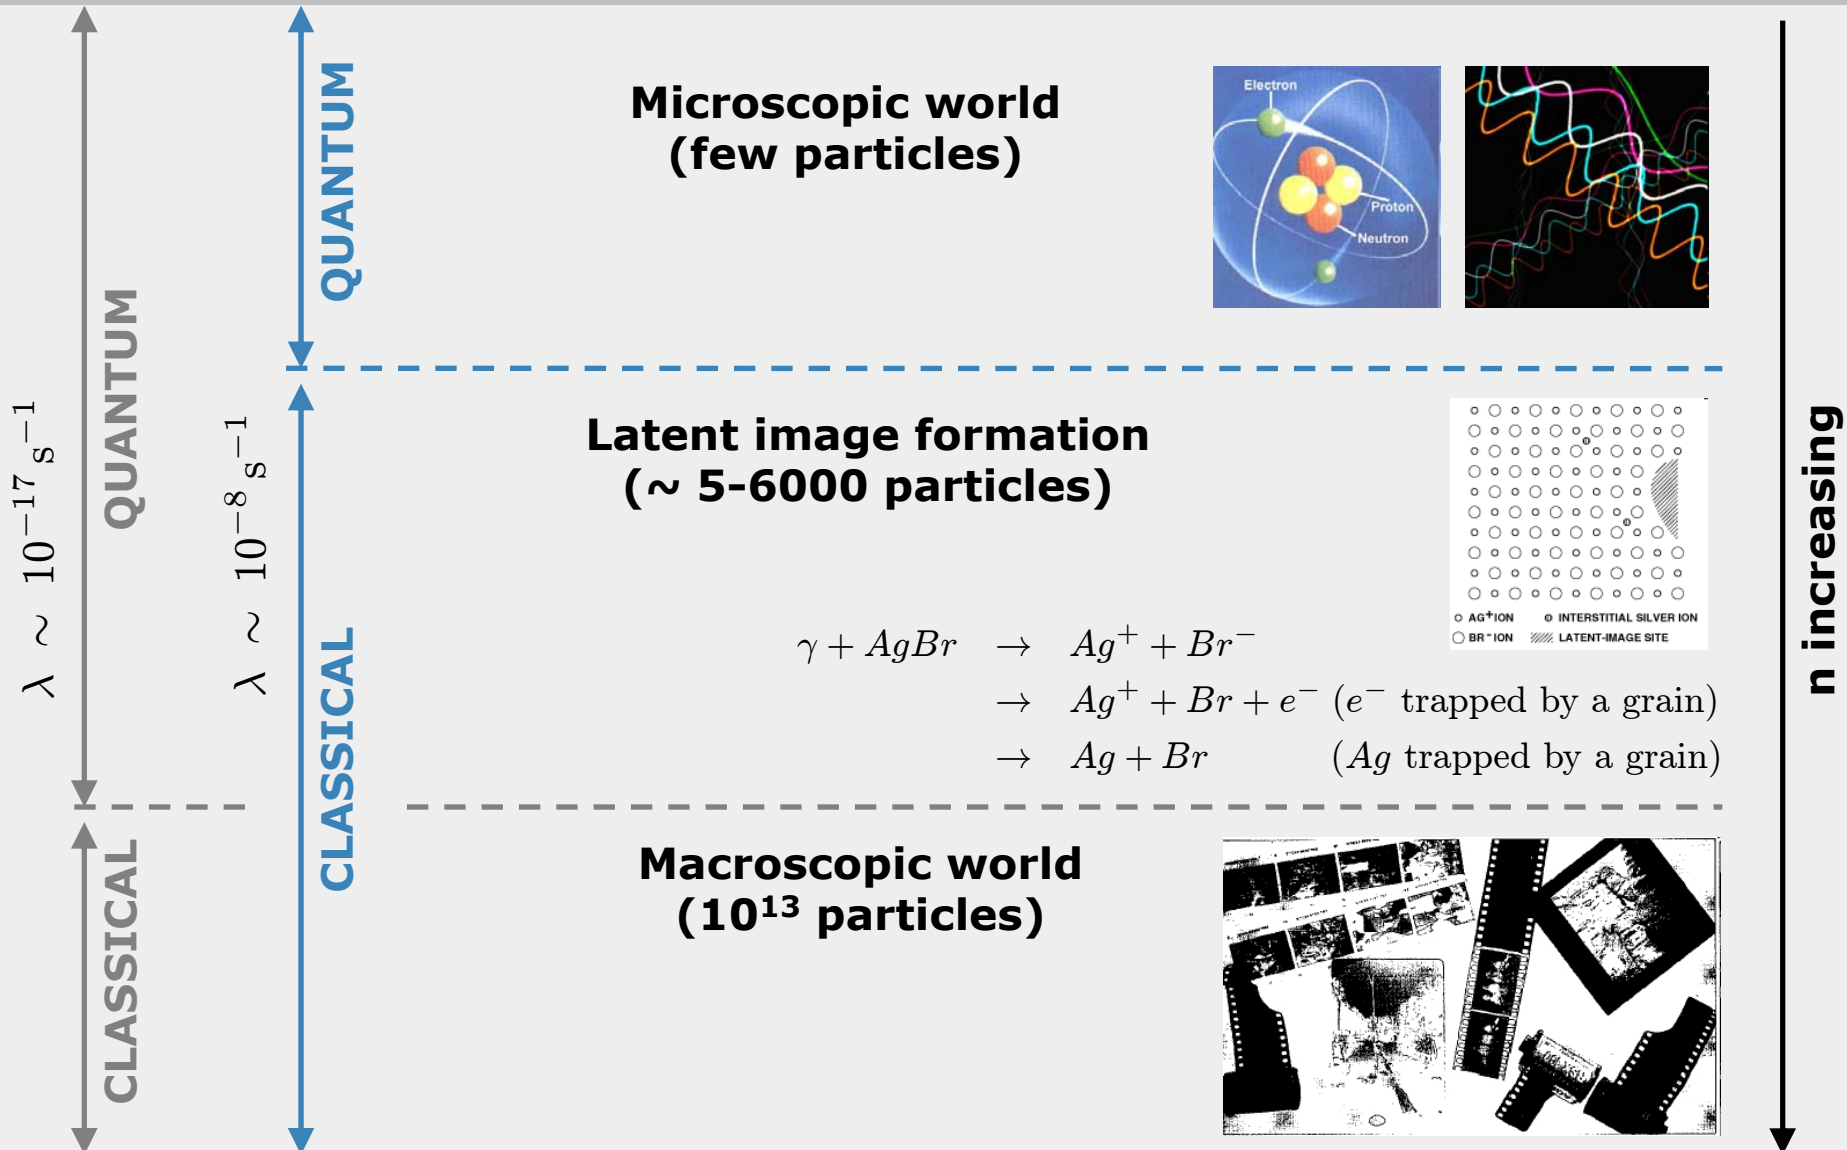 λ ~ 10⁻¹⁷ s⁻¹
QUANTUM
CLASSICAL
λ ~ 10⁻⁸ s⁻¹
QUANTUM
CLASSICAL
Microscopic world
(few particles)
Electron
Proton
Neutron
Latent image formation
(~ 5-6000 particles)
AG⁺ION
INTERSTITIAL SILVER ION
BR⁻ION
LATENT-IMAGE SITE
γ + AgBr → Ag⁺ + Br⁻
→ Ag⁺ + Br + e⁻ (e⁻ trapped by a grain)
→ Ag + Br (Ag trapped by a grain)
Macroscopic world
(10¹³ particles)
n increasing